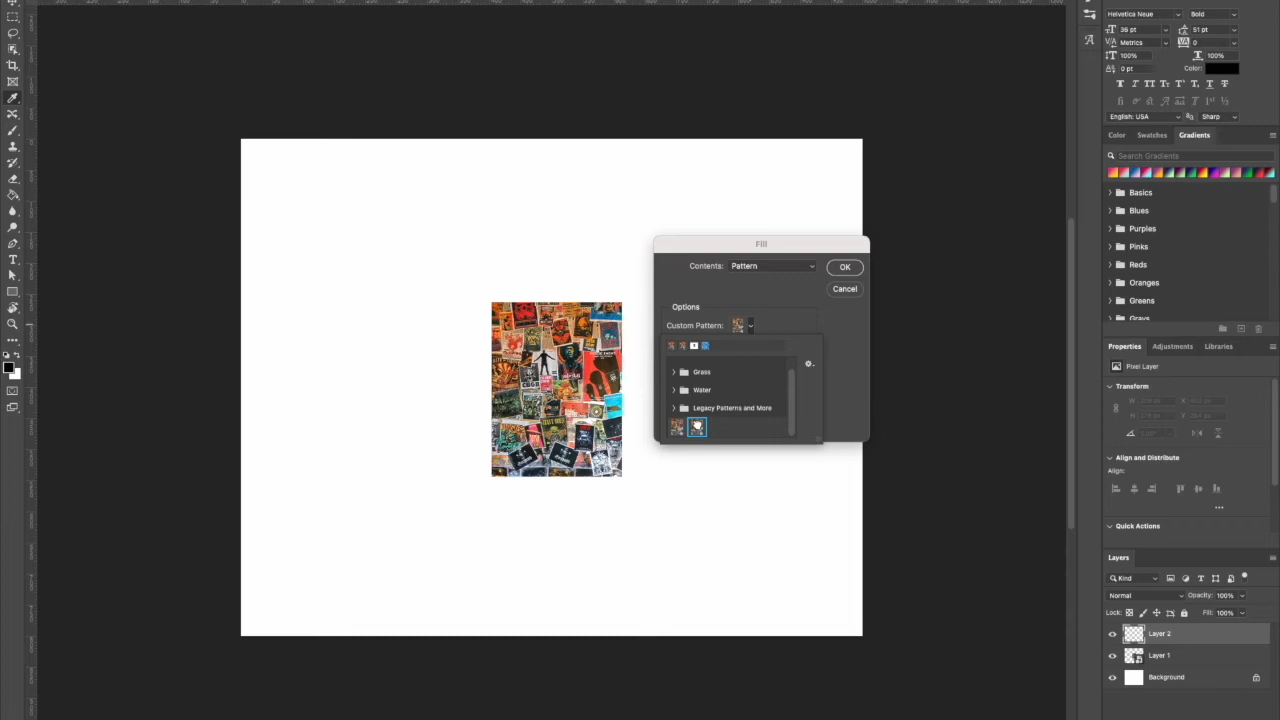 Helvetica Neue
Bold
36 pt
51 pt
Metrics
0
100%
100%
0 pt
Color:
English: USA
Sharp
Color
Swatches
Gradients
Search Gradients
Basics
Blues
Purples
Pinks
Reds
Oranges
Greens
Grays
Fill
Contents:
Pattern
OK
Cancel
Options
Custom Pattern:
Grass
Water
Legacy Patterns and More
Properties
Adjustments
Libraries
Pixel Layer
Transform
Align and Distribute
Align:
Quick Actions
Layers
Kind
Normal
Opacity:
100%
Lock:
Fill:
100%
Layer 2
Layer 1
Background